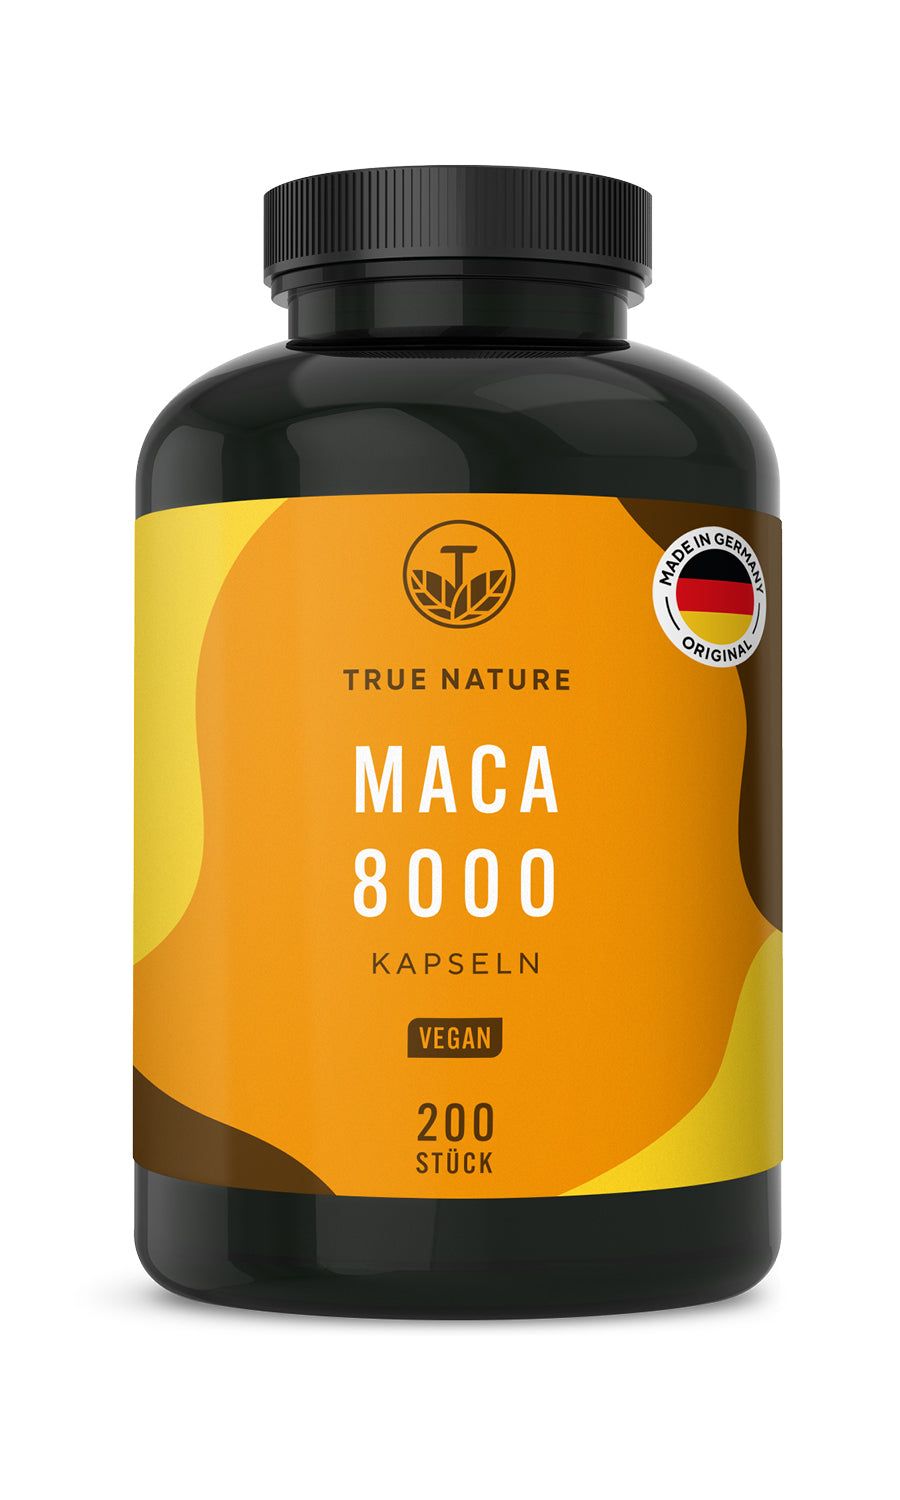 T
TRUE NATURE
MADE IN GERMANY
ORIGINAL
MACA
8000
KAPSELN
VEGAN
200
STÜCK